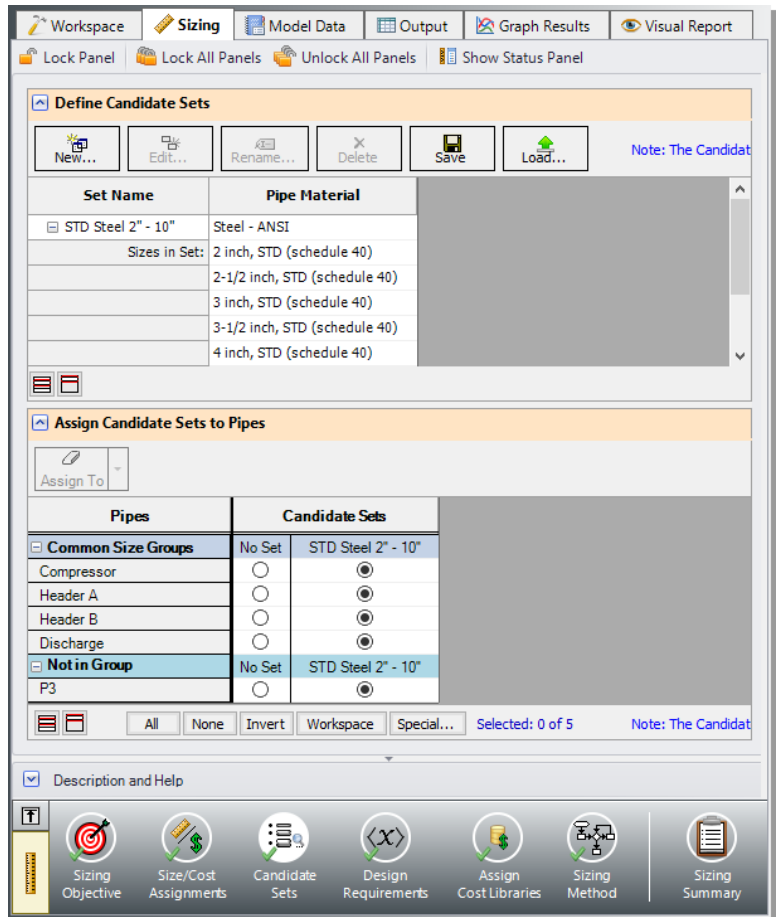 Workspace Sizing Model Data Output Graph Results Visual Report
Lock Panel Lock All Panels Unlock All Panels Show Status Panel
Define Candidate Sets
New... Edit... Rename... Delete Save Load... Note: The Candidat
Set Name Pipe Material
STD Steel 2" - 10" Steel - ANSI
Sizes in Set: 2 inch, STD (schedule 40)
2-1/2 inch, STD (schedule 40)
3 inch, STD (schedule 40)
3-1/2 inch, STD (schedule 40)
4 inch, STD (schedule 40)
Assign Candidate Sets to Pipes
Assign To
Pipes Candidate Sets
Common Size Groups No Set STD Steel 2" - 10"
Compressor
Header A
Header B
Discharge
Not in Group No Set STD Steel 2" - 10"
P3
All None Invert Workspace Special... Selected: 0 of 5 Note: The Candidat
Description and Help
Sizing Objective Size/Cost Assignments Candidate Sets Design Requirements Assign Cost Libraries Sizing Method Sizing Summary